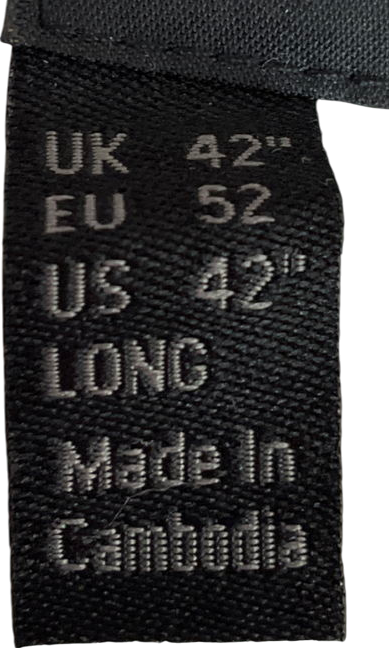 UK 42"
EU 52
US 42"
LONG
Made In
Cambodia